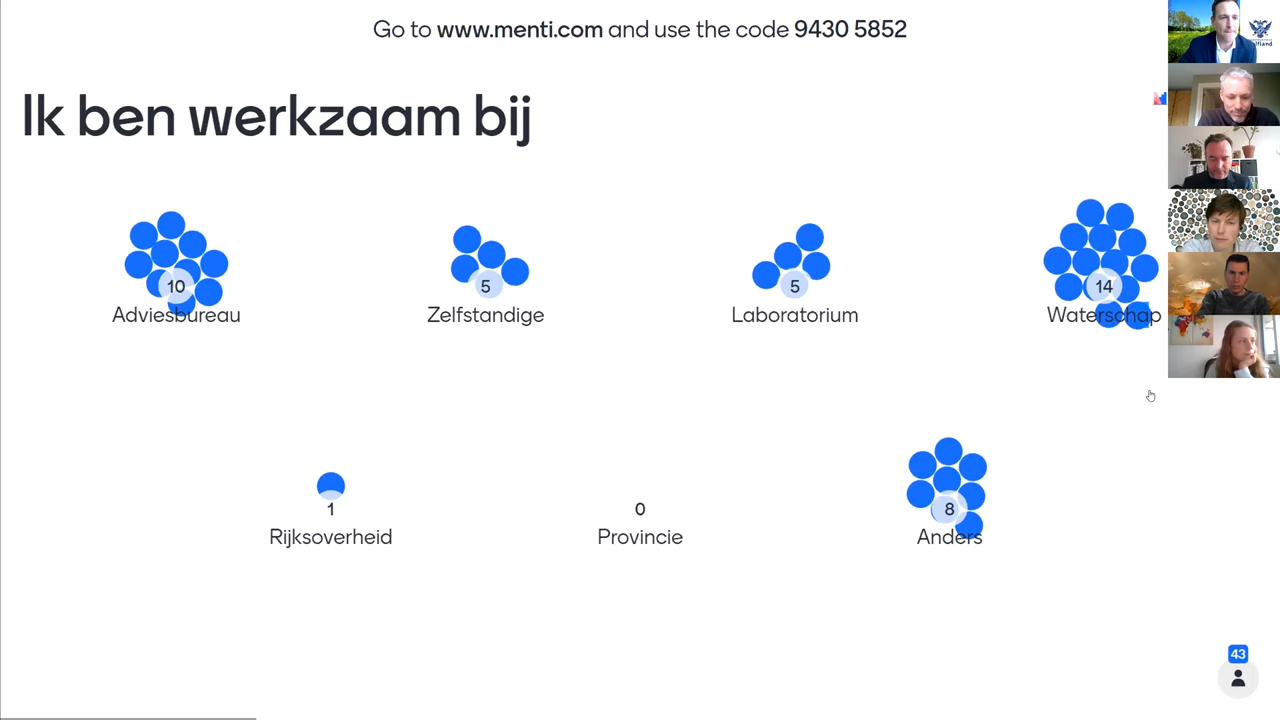 Go to www.menti.com and use the code 9430 5852
Ik ben werkzaam bij
10
Adviesbureau
5
Zelfstandige
5
Laboratorium
14
Waterschap
1
Rijksoverheid
0
Provincie
8
Anders
43